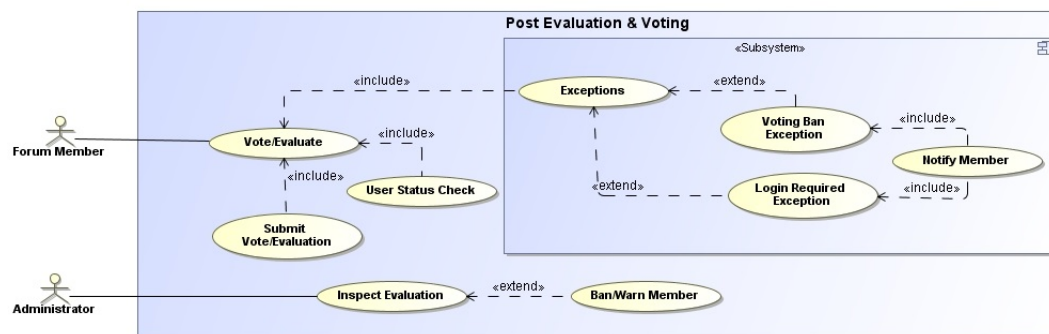 Post Evaluation & Voting
«Subsystem»
«include»
Exceptions
«extend»
Voting Ban
Exception
Forum Member
Vote/Evaluate
«include»
«include»
Notify Member
«include»
User Status Check
«extend»
Login Required
Exception
«include»
Submit
Vote/Evaluation
Administrator
Inspect Evaluation
«extend»
Ban/Warn Member